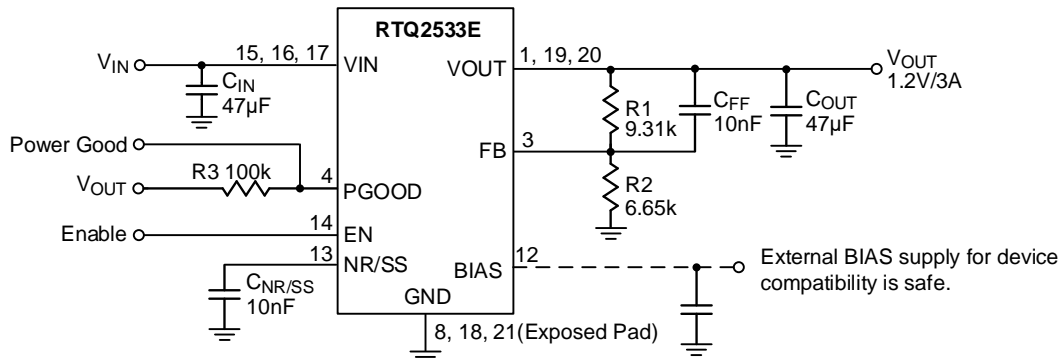 RTQ2533E
VIN
15, 16, 17
VIN
CIN
47µF
VOUT
1, 19, 20
VOUT
1.2V/3A
R1
9.31k
CFF
10nF
COUT
47µF
FB
3
R2
6.65k
Power Good
VOUT
R3 100k
4
PGOOD
Enable
14
EN
13
NR/SS
CNR/SS
10nF
BIAS
12
External BIAS supply for device
compatibility is safe.
GND
8, 18, 21(Exposed Pad)